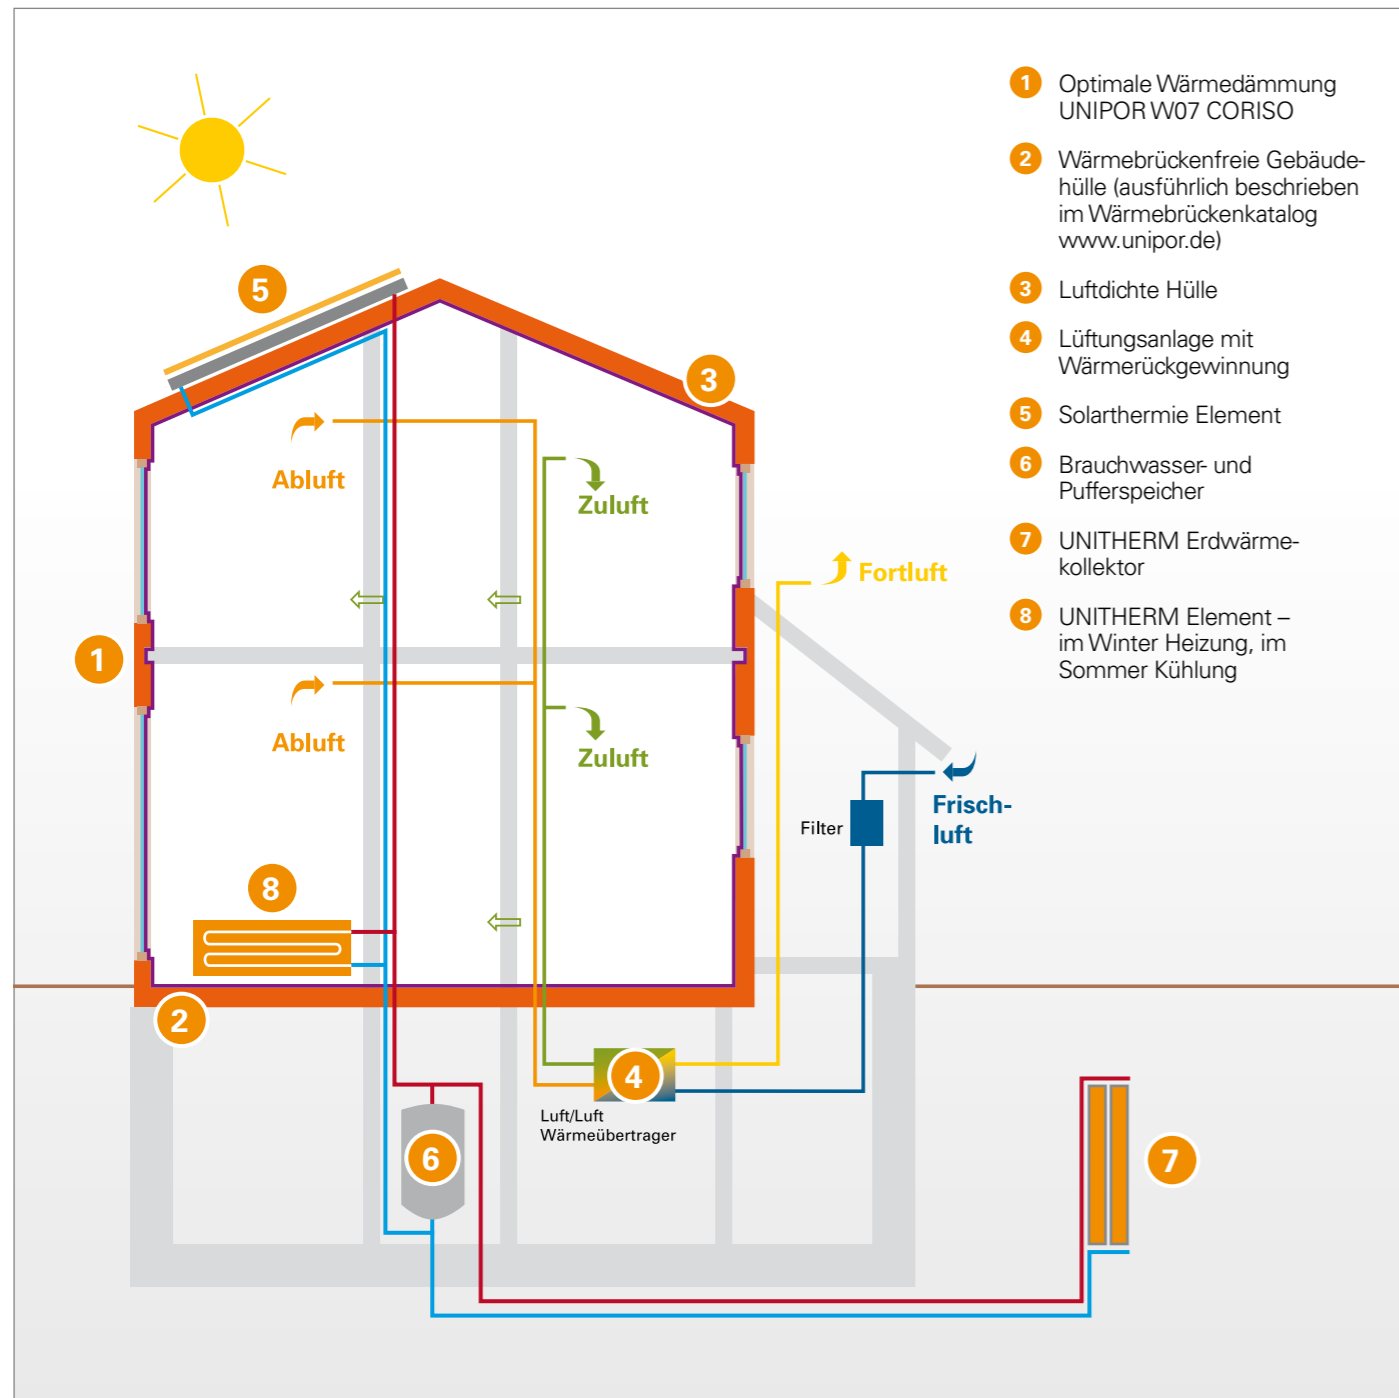 1 Optimale Wärmedämmung
UNIPOR W07 CORISO
2 Wärmebrückenfreie Gebäude-
hülle (ausführlich beschrieben
im Wärmebrückenkatalog
www.unipor.de)
3 Luftdichte Hülle
4 Lüftungsanlage mit
Wärmerückgewinnung
5 Solarthermie Element
6 Brauchwasser- und
Pufferspeicher
7 UNITHERM Erdwärme-
kollektor
8 UNITHERM Element –
im Winter Heizung, im
Sommer Kühlung
5
3
Abluft
Zuluft
Fortluft
1
Abluft
Zuluft
Frisch-
luft
Filter
8
2
4
Luft/Luft
Wärmeübertrager
6
7